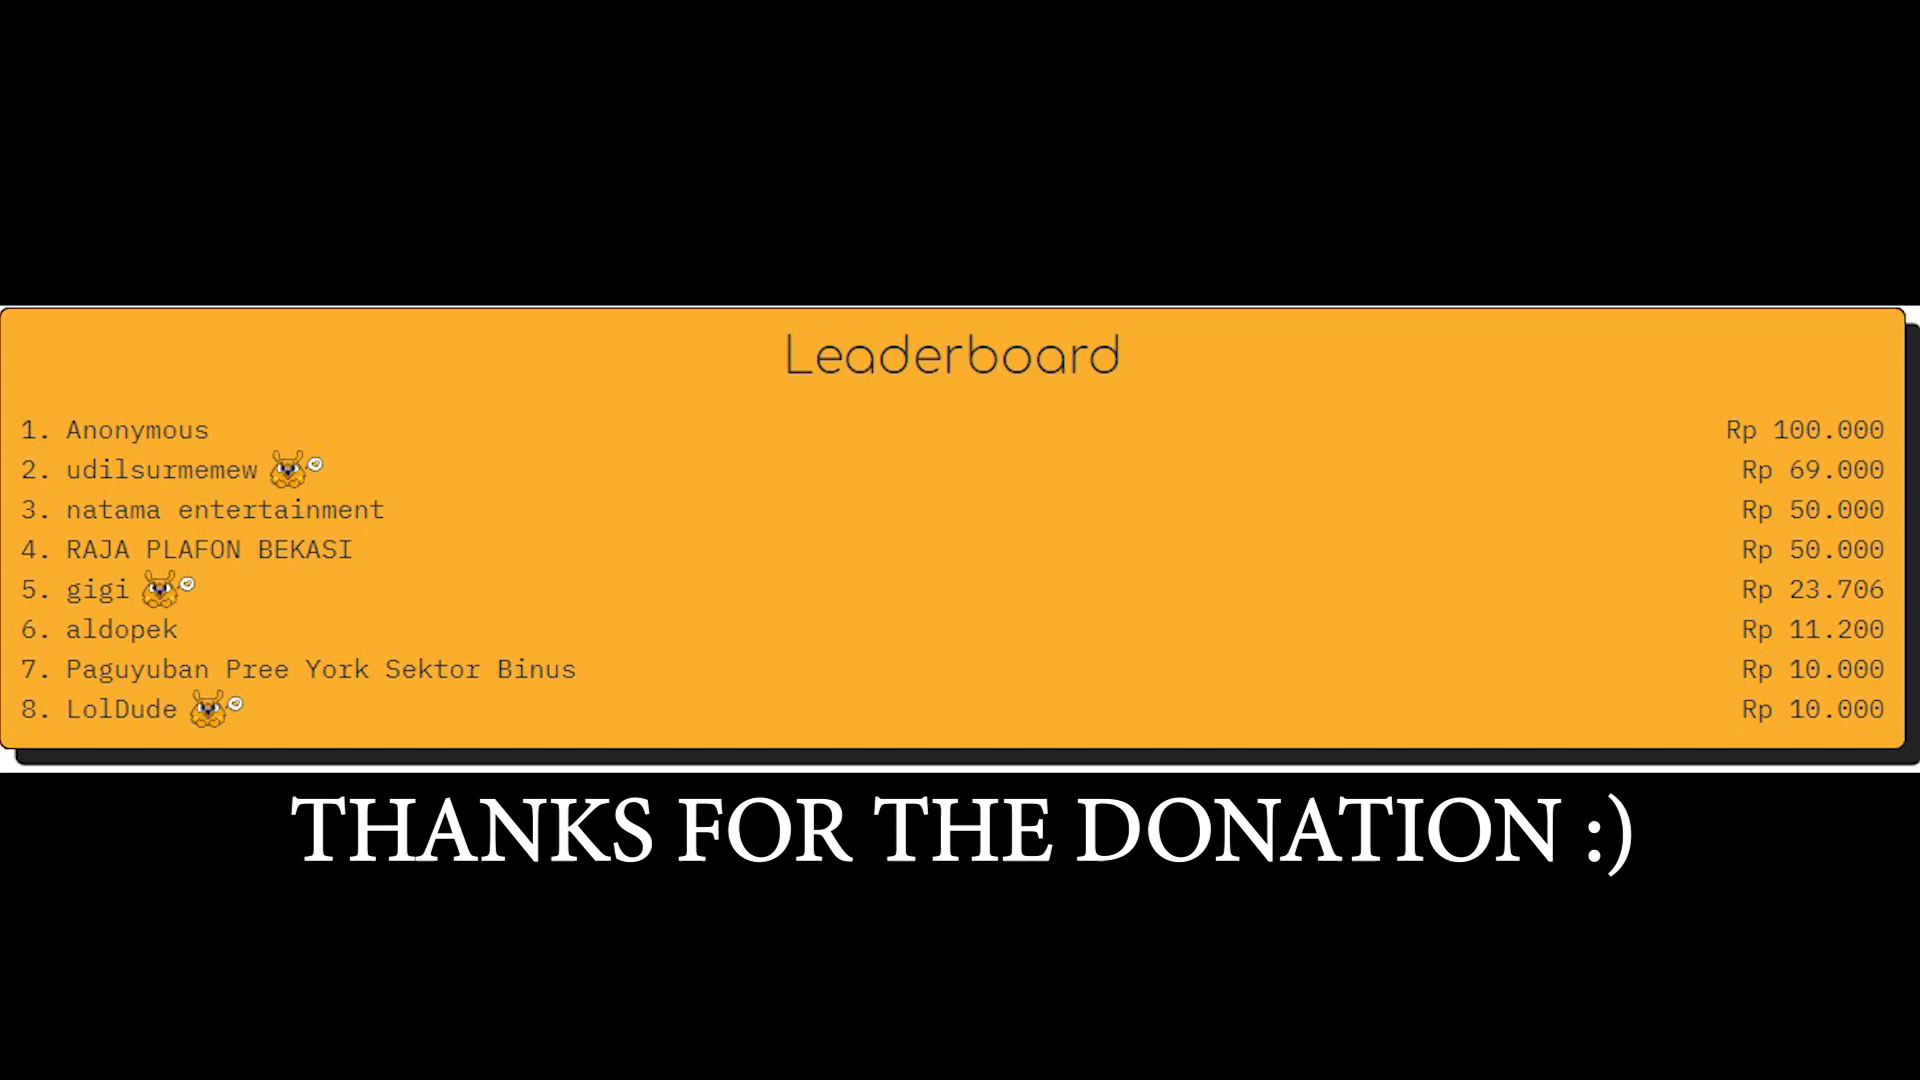 Leaderboard
1. Anonymous Rp 100.000
2. udilsurmemew Rp 69.000
3. natama entertainment Rp 50.000
4. RAJA PLAFON BEKASI Rp 50.000
5. gigi Rp 23.706
6. aldopek Rp 11.200
7. Paguyuban Pree York Sektor Binus Rp 10.000
8. LolDude Rp 10.000
THANKS FOR THE DONATION :)